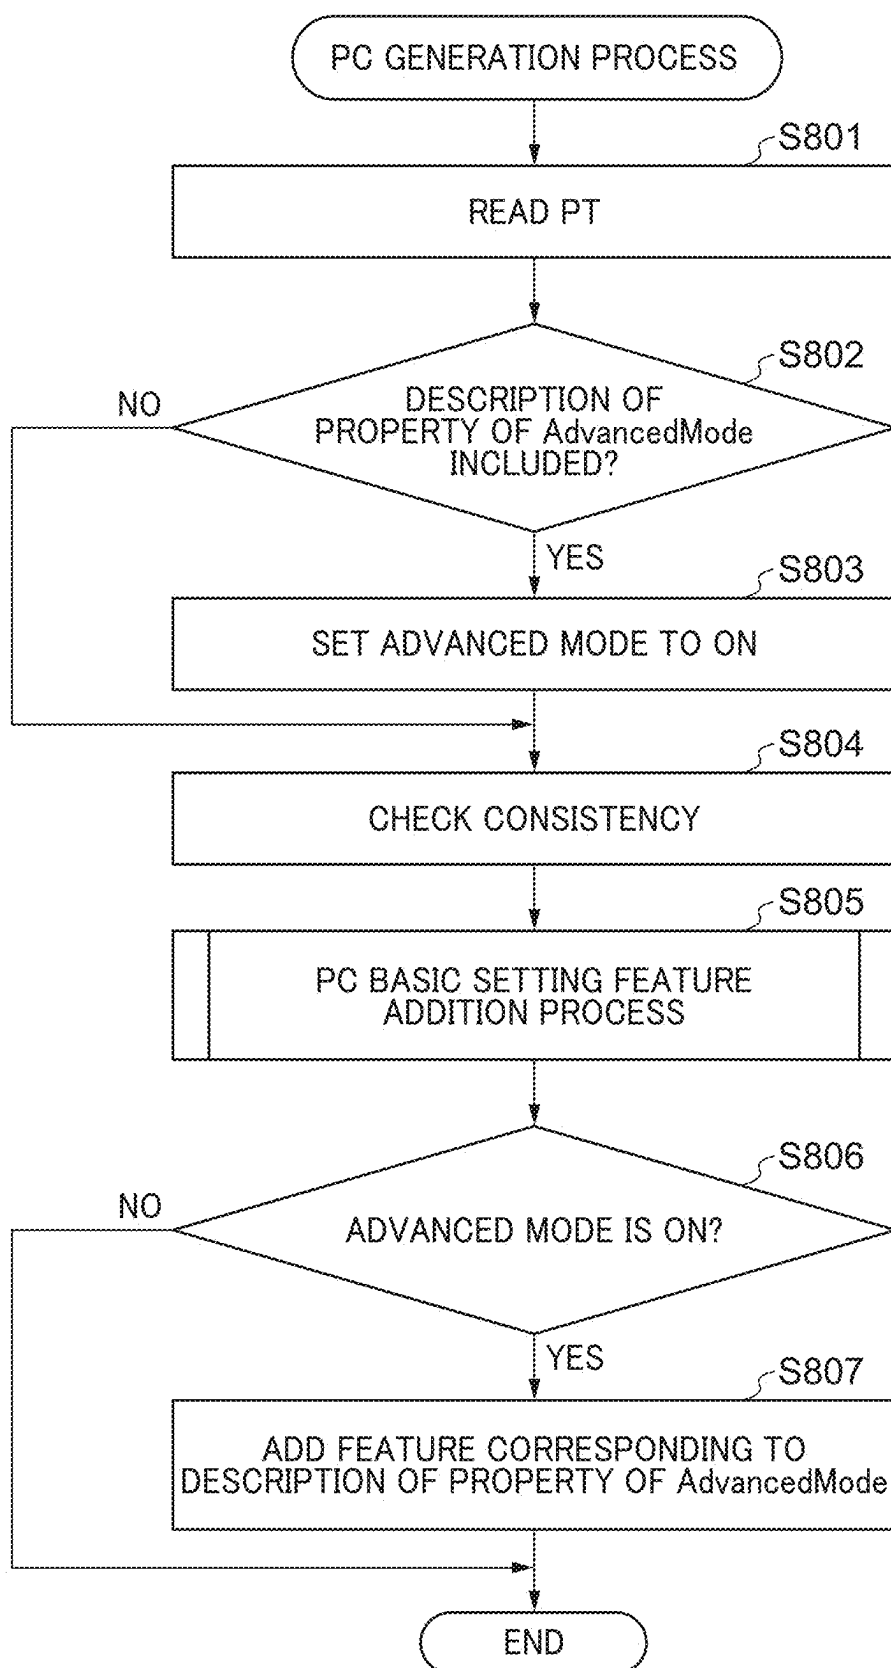 PC GENERATION PROCESS
S801
READ PT
S802
NO
DESCRIPTION OF
PROPERTY OF AdvancedMode
INCLUDED?
YES
S803
SET ADVANCED MODE TO ON
S804
CHECK CONSISTENCY
S805
PC BASIC SETTING FEATURE
ADDITION PROCESS
S806
NO
ADVANCED MODE IS ON?
YES
S807
ADD FEATURE CORRESPONDING TO
DESCRIPTION OF PROPERTY OF AdvancedMode
END